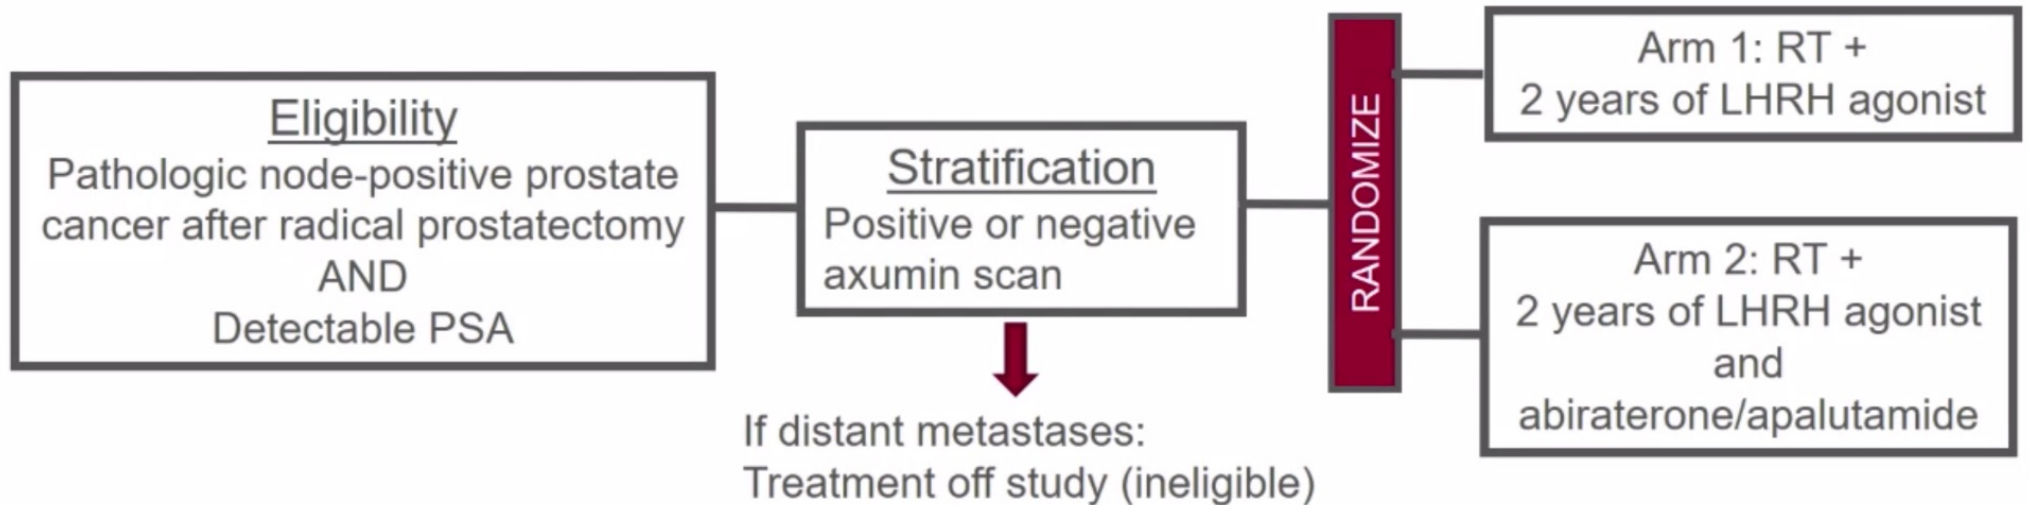 Eligibility
Pathologic node-positive prostate
cancer after radical prostatectomy
AND
Detectable PSA
Stratification
Positive or negative
axumin scan
If distant metastases:
Treatment off study (ineligible)
RANDOMIZE
Arm 1: RT +
2 years of LHRH agonist
Arm 2: RT +
2 years of LHRH agonist
and
abiraterone/apalutamide